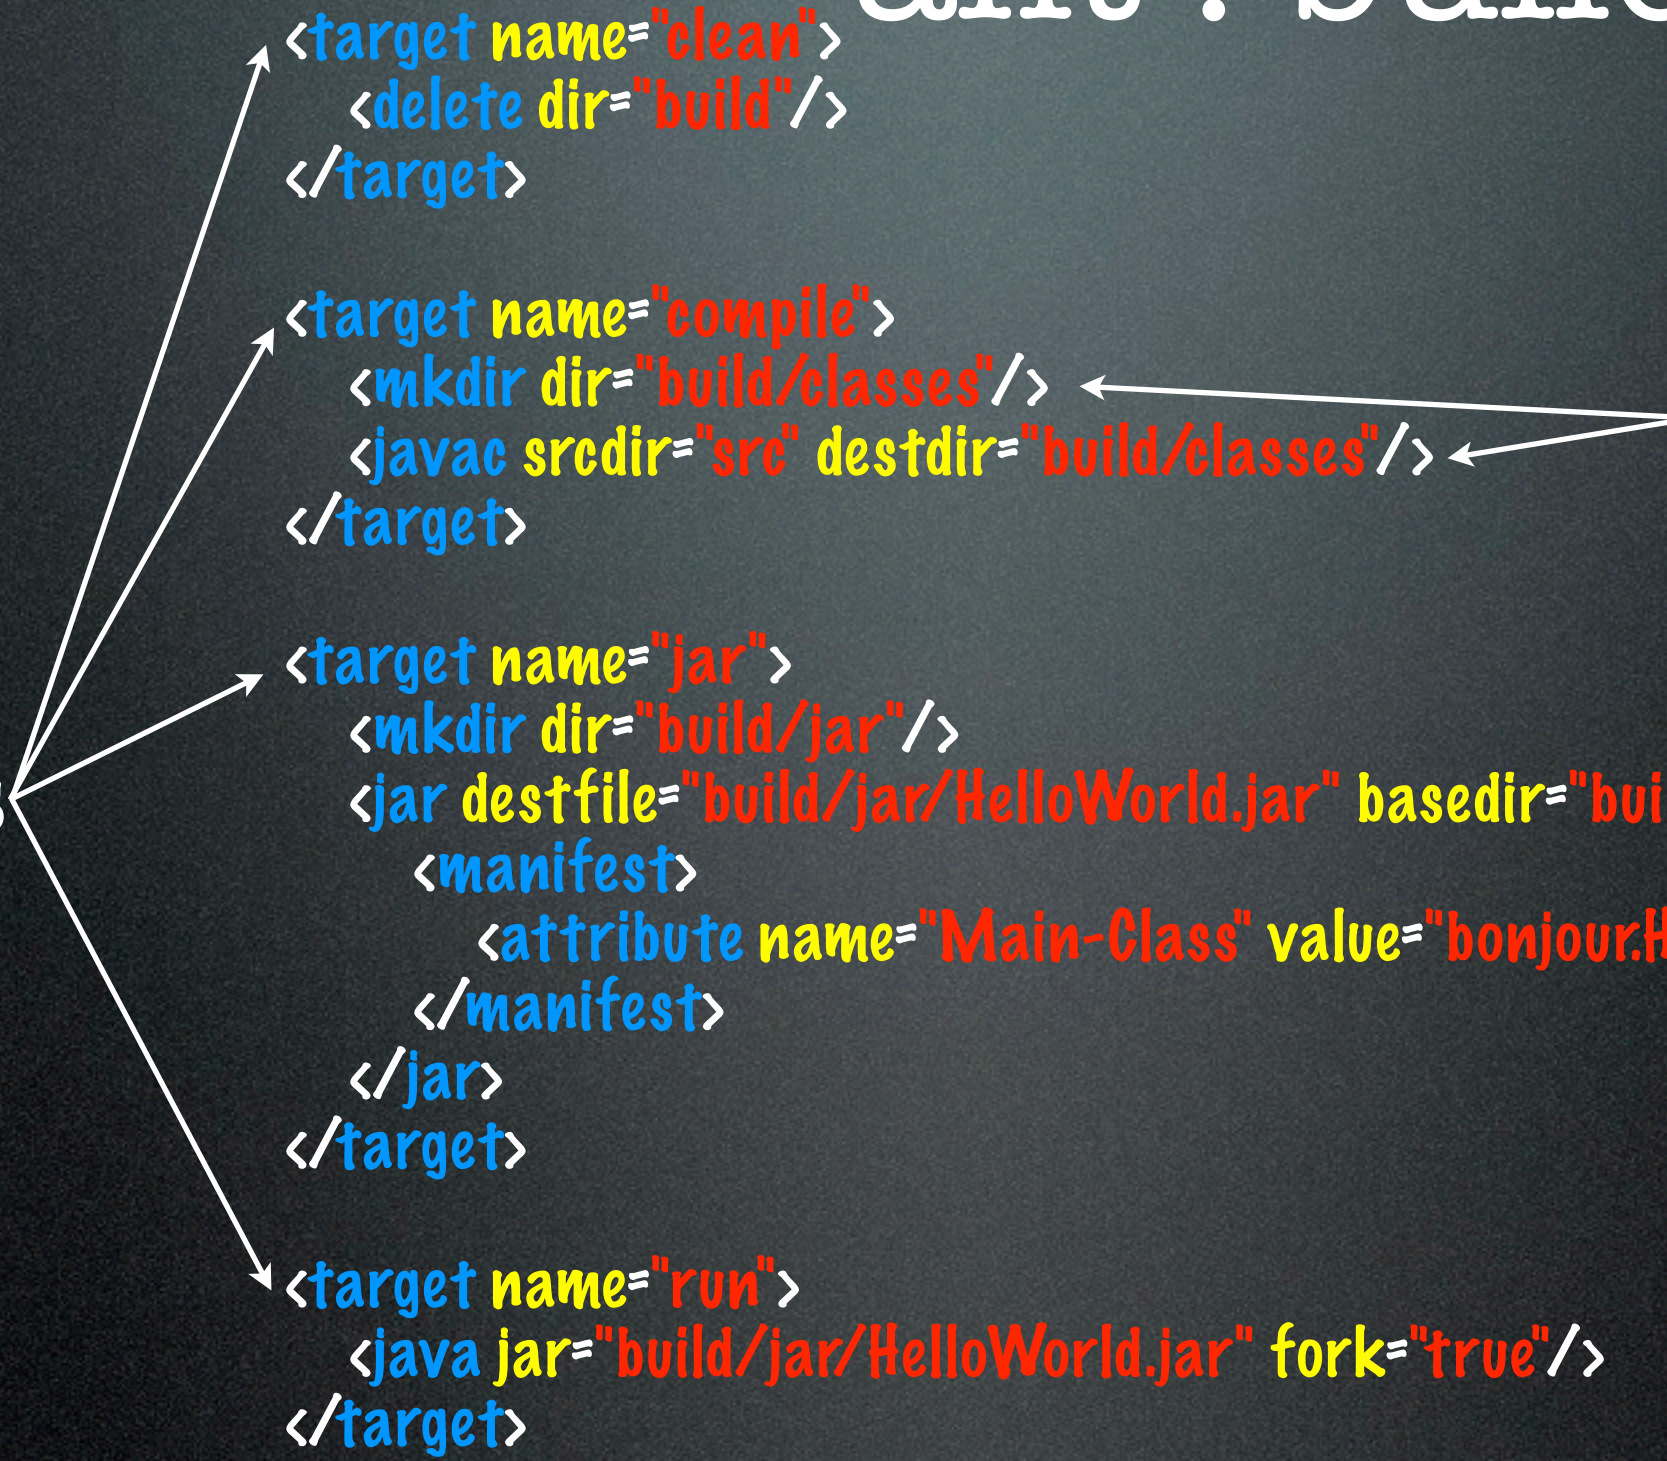 ant : 
<target name="clean">
<delete dir="build"/>
</target>
<target name="compile">
<mkdir dir="build/classes"/>
<javac srcdir="src" destdir="build/classes"/>
</target>
<target name="jar">
<mkdir dir="build/jar"/>
<jar destfile="build/jar/HelloWorld.jar" basedir="bui
<manifest>
<attribute name="Main-Class" value="bonjour.H
</manifest>
</jar>
</target>
<target name="run">
<java jar="build/jar/HelloWorld.jar" fork="true"/>
</target>